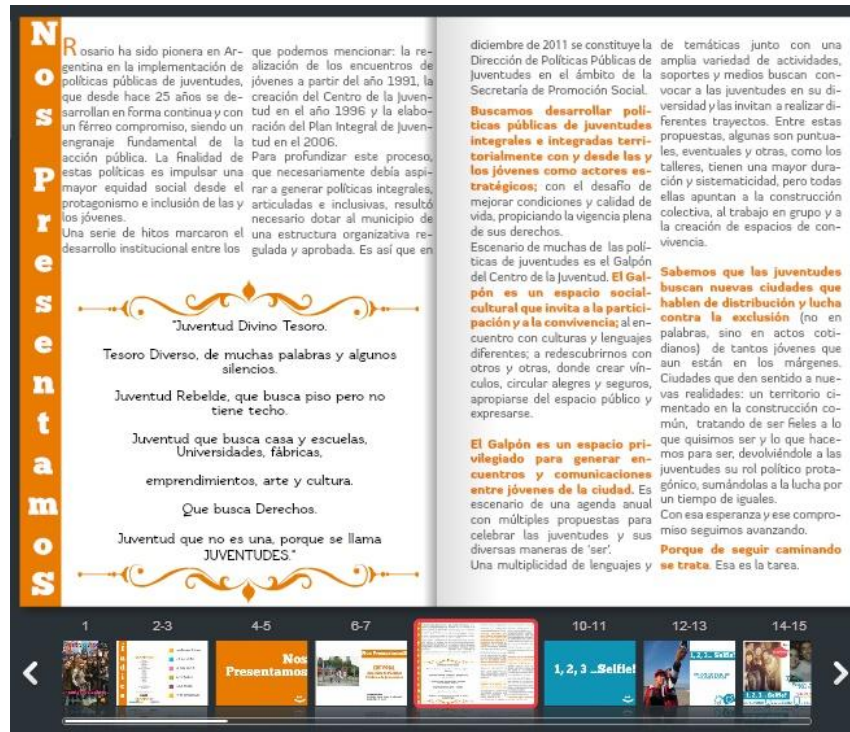 Nos Presentamos
Rosario ha sido pionera en Ar-
gentina en la implementación de
políticas públicas de juventudes,
que desde hace 25 años se de-
sarrollan en forma continua y con
un férreo compromiso, siendo un
engranaje fundamental de la
acción pública. La finalidad de
estas políticas es impulsar una
mayor equidad social desde el
protagonismo e inclusión de las y
los jóvenes.
Una serie de hitos marcaron el
desarrollo institucional entre los
que podemos mencionar: la re-
alización de los encuentros de
jóvenes a partir del año 1991, la
creación del Centro de la Juven-
tud en el año 1996 y la elabo-
ración del Plan Integral de Juven-
tud en el 2006.
Para profundizar este proceso,
que necesariamente debía aspi-
rar a generar políticas integrales,
articuladas e inclusivas, resultó
necesario dotar al municipio de
una estructura organizativa re-
gulada y aprobada. Es así que en
"Juventud Divino Tesoro.
Tesoro Diverso, de muchas palabras y algunos
silencios.
Juventud Rebelde, que busca piso pero no
tiene techo.
Juventud que busca casa y escuelas,
Universidades, fábricas,
emprendimientos, arte y cultura.
Que busca Derechos.
Juventud que no es una, porque se llama
JUVENTUDES."
diciembre de 2011 se constituye la
Dirección de Políticas Públicas de
Juventudes en el ámbito de la
Secretaría de Promoción Social.
Buscamos desarrollar polí-
ticas públicas de juventudes
integrales e integradas terri-
torialmente con y desde las y
los jóvenes como actores es-
tratégicos; con el desafío de
mejorar condiciones y calidad de
vida, propiciando la vigencia plena
de sus derechos.
Escenario de muchas de las polí-
ticas de juventudes es el Galpón
del Centro de la Juventud. El Gal-
pón es un espacio social-
cultural que invita a la partici-
pación y a la convivencia; al en-
cuentro con culturas y lenguajes
diferentes; a redescubrirnos con
otros y otras, donde crear vín-
culos, circular alegres y seguros,
apropiarse del espacio público y
expresarse.
El Galpón es un espacio pri-
vilegiado para generar en-
cuentros y comunicaciones
entre jóvenes de la ciudad. Es
escenario de una agenda anual
con múltiples propuestas para
celebrar las juventudes y sus
diversas maneras de 'ser'.
Una multiplicidad de lenguajes y
de temáticas junto con una
amplia variedad de actividades,
soportes y medios buscan con-
vocar a las juventudes en su di-
versidad y las invitan a realizar di-
ferentes trayectos. Entre estas
propuestas, algunas son puntua-
les, eventuales y otras, como los
talleres, tienen una mayor dura-
ción y sistematicidad, pero todas
ellas apuntan a la construcción
colectiva, al trabajo en grupo y a
la creación de espacios de con-
vivencia.
Sabemos que las juventudes
buscan nuevas ciudades que
hablen de distribución y lucha
contra la exclusión (no en
palabras, sino en actos coti-
dianos) de tantos jóvenes que
aun están en los márgenes.
Ciudades que den sentido a nue-
vas realidades: un territorio ci-
mentado en la construcción co-
mún, tratando de ser fieles a lo
que quisimos ser y lo que hace-
mos para ser, devolviéndole a las
juventudes su rol político prota-
gónico, sumándolas a la lucha por
un tiempo de iguales.
Con esa esperanza y ese compro-
miso seguimos avanzando.
Porque de seguir caminando
se trata. Esa es la tarea.
1 2-3 4-5 6-7 10-11 12-13 14-15
Nos
Presentamos
Nos Presentamos
1, 2, 3 ...Selfie!
1, 2, 3... Selfie!
1, 2, 3 ...Selfie!